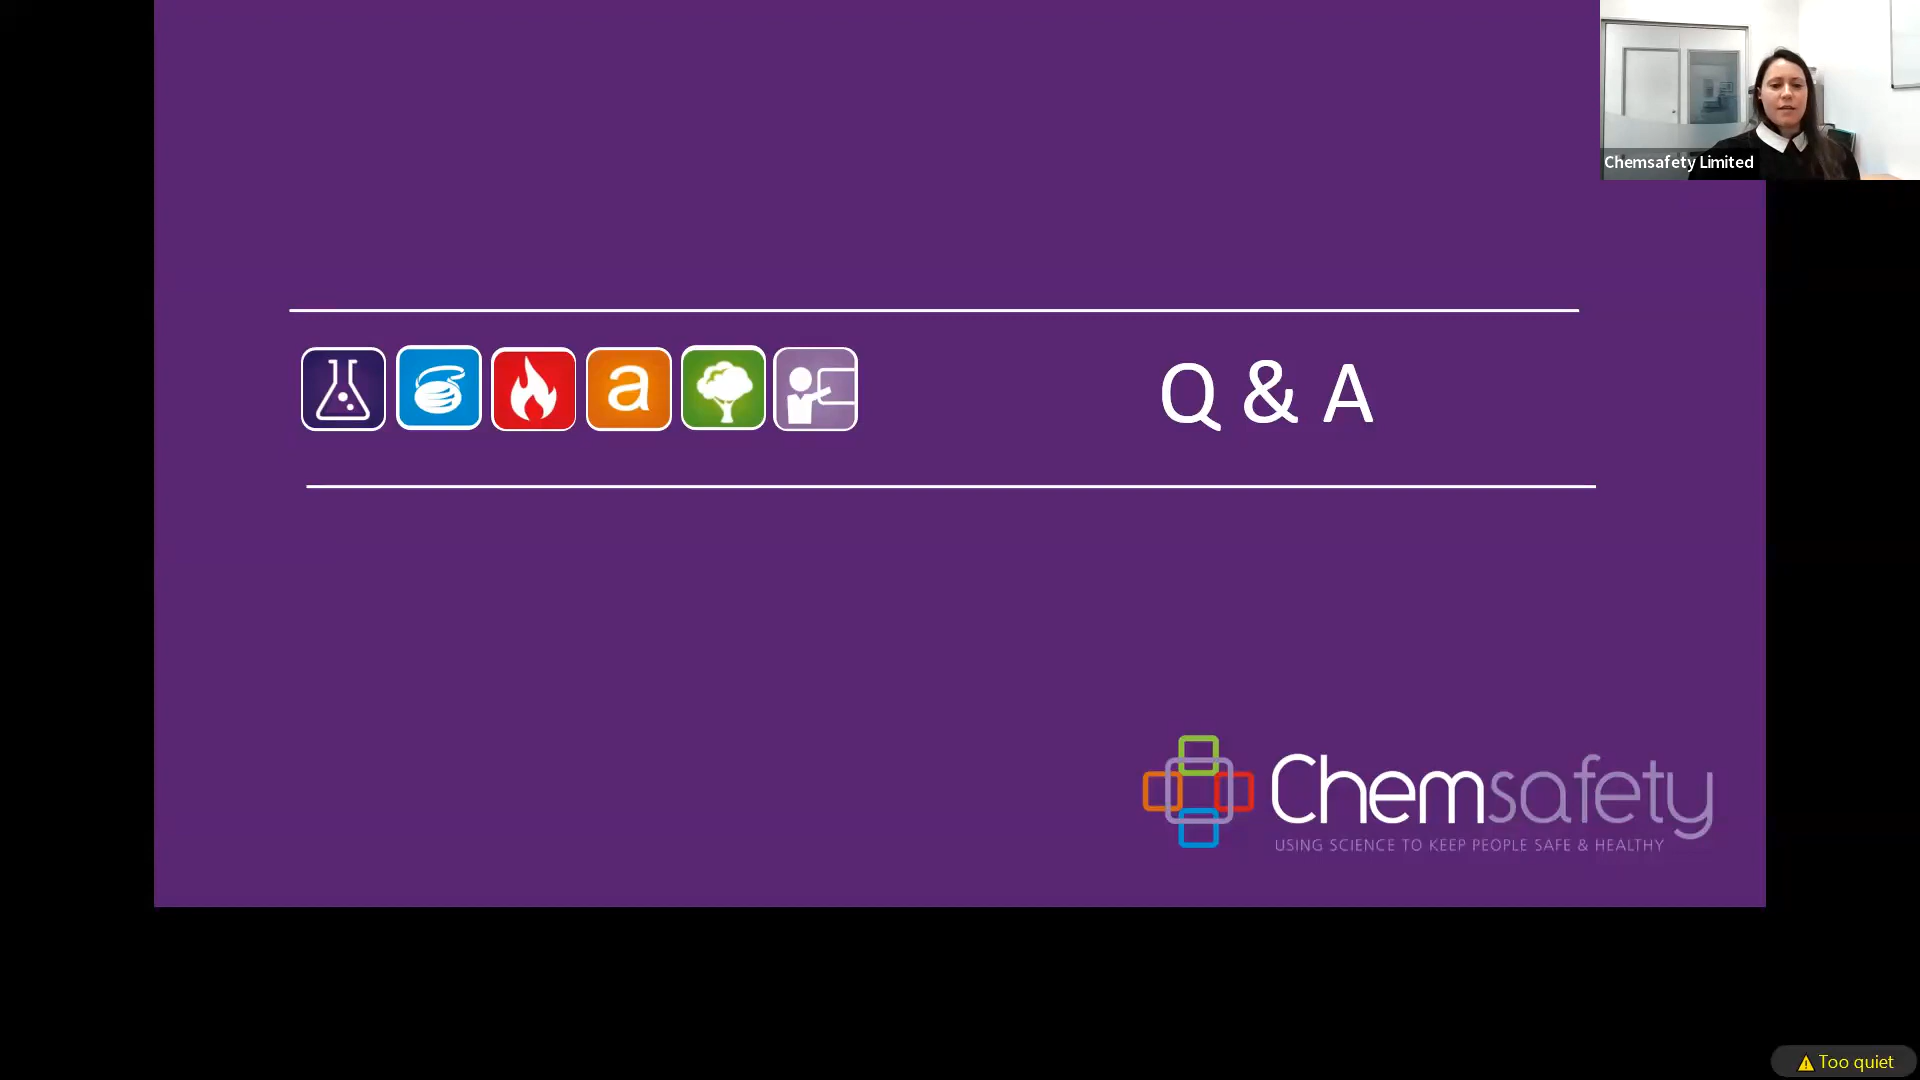 Chemsafety Limited
a
Q & A
Chemsafety
USING SCIENCE TO KEEP PEOPLE SAFE & HEALTHY
Too quiet